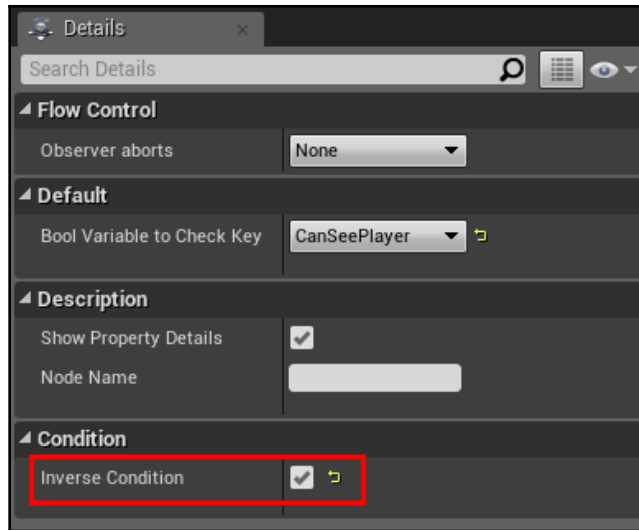 Details
Search Details
Flow Control
Observer aborts None
Default
Bool Variable to Check Key CanSeePlayer
Description
Show Property Details
Node Name
Condition
Inverse Condition